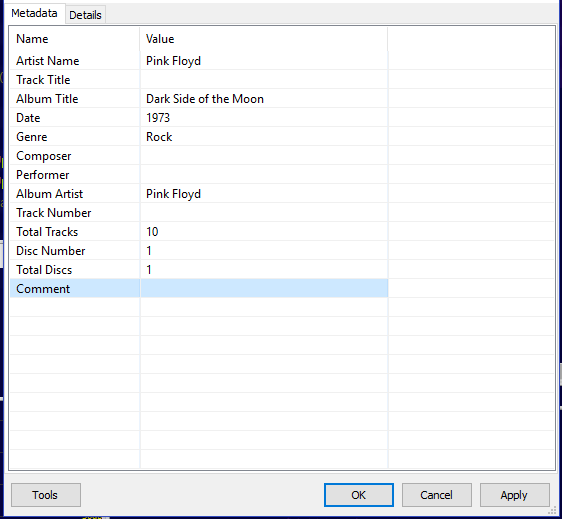 Metadata Details
Name Value
Artist Name Pink Floyd
Track Title
Album Title Dark Side of the Moon
Date 1973
Genre Rock
Composer
Performer
Album Artist Pink Floyd
Track Number
Total Tracks 10
Disc Number 1
Total Discs 1
Comment
Tools OK Cancel Apply